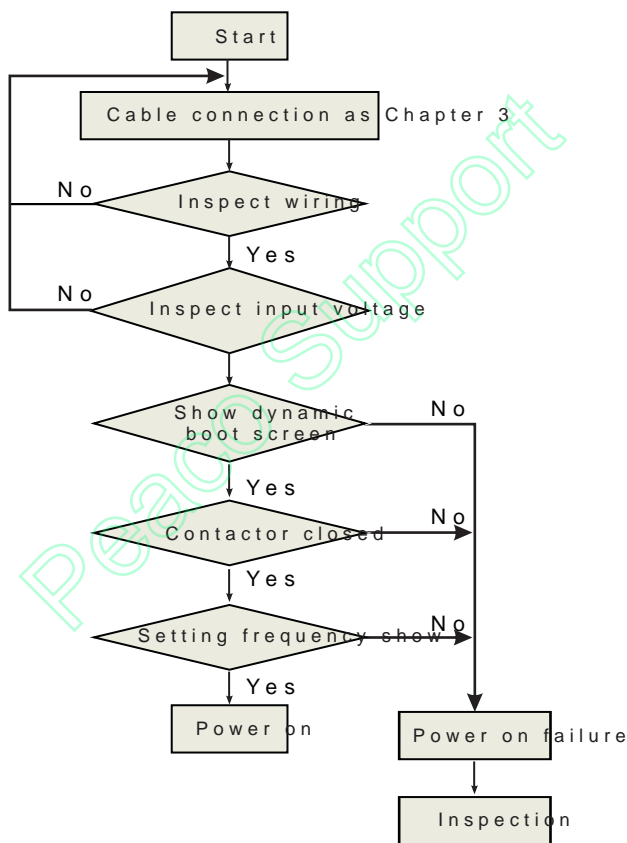 Start
Cable connection as Chapter 3
No
Inspect wiring
Yes
No
Inspect input voltage
Show dynamic
boot screen
No
Yes
Contactor closed
No
Yes
Setting frequency show
No
Yes
Power on
Power on failure
Inspection
Peaco Support